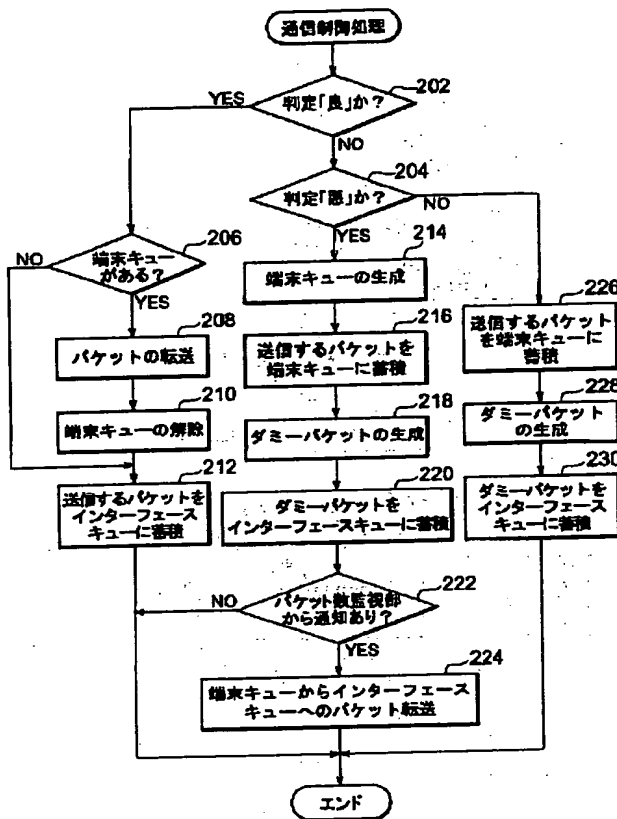 通信制御処理
202
判定「良」か？
YES
NO
204
判定「悪」か？
NO
YES
206
端末キュー
がある？
NO
YES
208
パケットの転送
210
端末キューの解除
212
送信するパケットを
インターフェース
キューに蓄積
214
端末キューの生成
216
送信するパケットを
端末キューに蓄積
218
ダミーパケットの生成
220
ダミーパケットを
インターフェースキューに蓄積
222
パケット数監視部
から通知あり？
NO
YES
224
端末キューからインターフェース
キューへのパケット転送
226
送信するパケット
を端末キューに
蓄積
228
ダミーパケット
の生成
230
ダミーパケットを
インターフェース
キューに蓄積
エンド